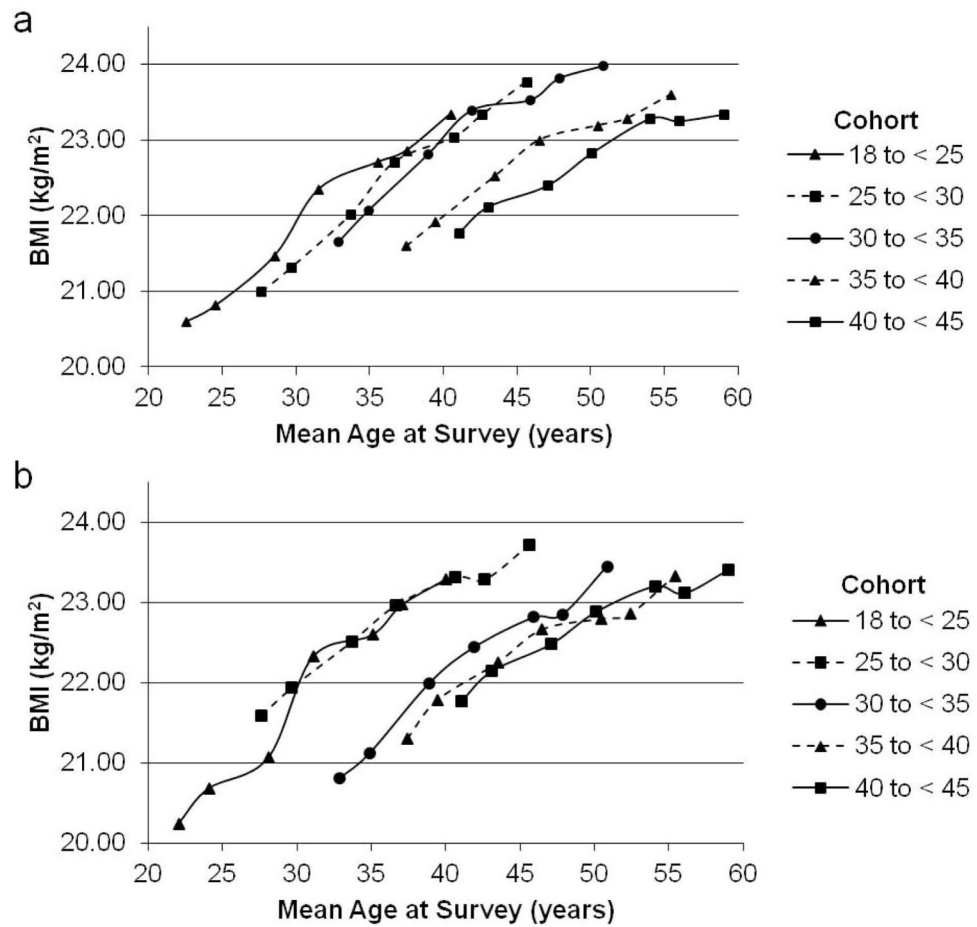 a
24.00
23.00
22.00
21.00
20.00
BMI (kg/m²)
20 25 30 35 40 45 50 55 60
Mean Age at Survey (years)
Cohort
18 to < 25
25 to < 30
30 to < 35
35 to < 40
40 to < 45
b
24.00
23.00
22.00
21.00
20.00
BMI (kg/m²)
20 25 30 35 40 45 50 55 60
Mean Age at Survey (years)
Cohort
18 to < 25
25 to < 30
30 to < 35
35 to < 40
40 to < 45